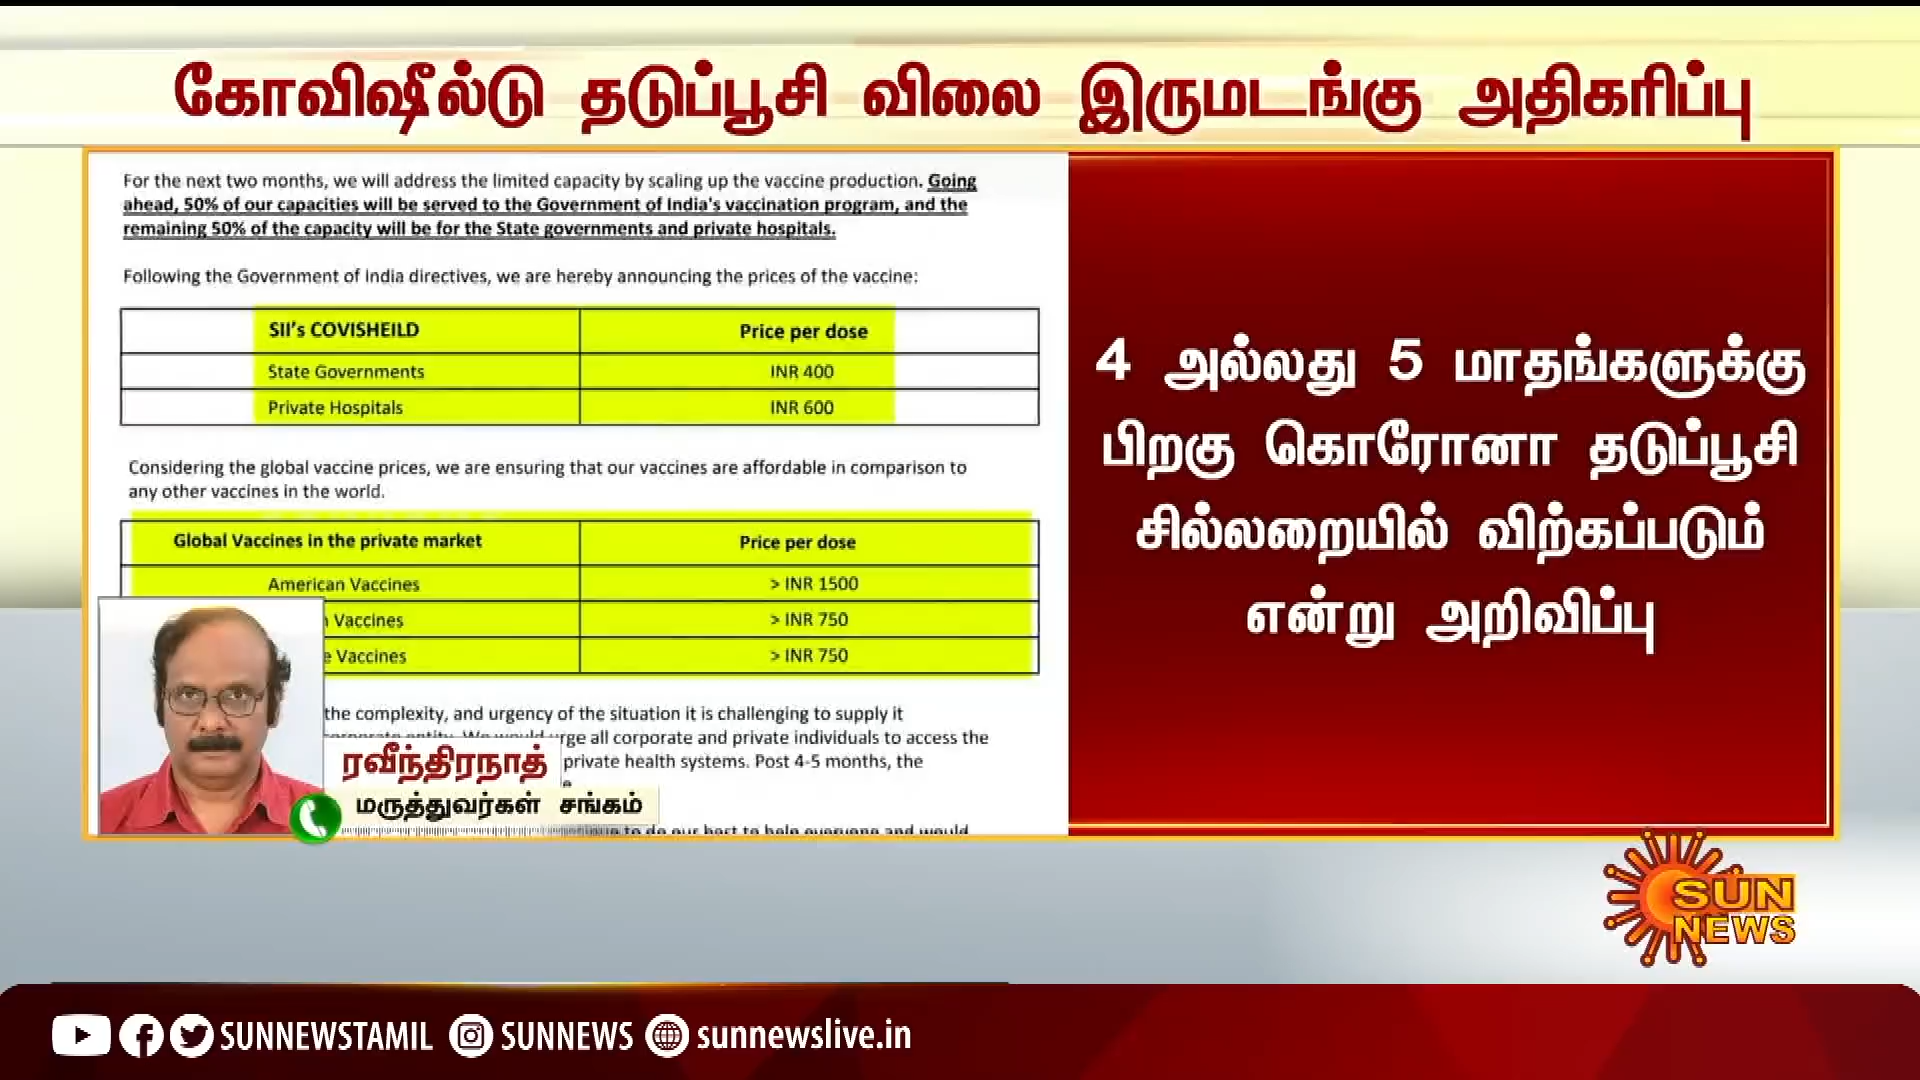 கோவிஷீல்டு தடுப்பூசி விலை இருமடங்கு அதிகரிப்பு
For the next two months, we will address the limited capacity by scaling up the vaccine production. Going
ahead, 50% of our capacities will be served to the Government of India's vaccination program, and the
remaining 50% of the capacity will be for the State governments and private hospitals.
Following the Government of India directives, we are hereby announcing the prices of the vaccine:
SII's COVISHEILD Price per dose
State Governments INR 400
Private Hospitals INR 600
Considering the global vaccine prices, we are ensuring that our vaccines are affordable in comparison to
any other vaccines in the world.
Global Vaccines in the private market Price per dose
American Vaccines > INR 1500
Vaccines > INR 750
Vaccines > INR 750
the complexity, and urgency of the situation it is challenging to supply it
all corporate and private individuals to access the
private health systems. Post 4-5 months, the
ரவீந்திரநாத்
மருத்துவர்கள் சங்கம்
to do our best to help everyone and would
4 அல்லது 5 மாதங்களுக்கு
பிறகு கொரோனா தடுப்பூசி
சில்லறையில் விற்கப்படும்
என்று அறிவிப்பு
SUN
NEWS
SUNNEWSTAMIL SUNNEWS sunnewslive.in